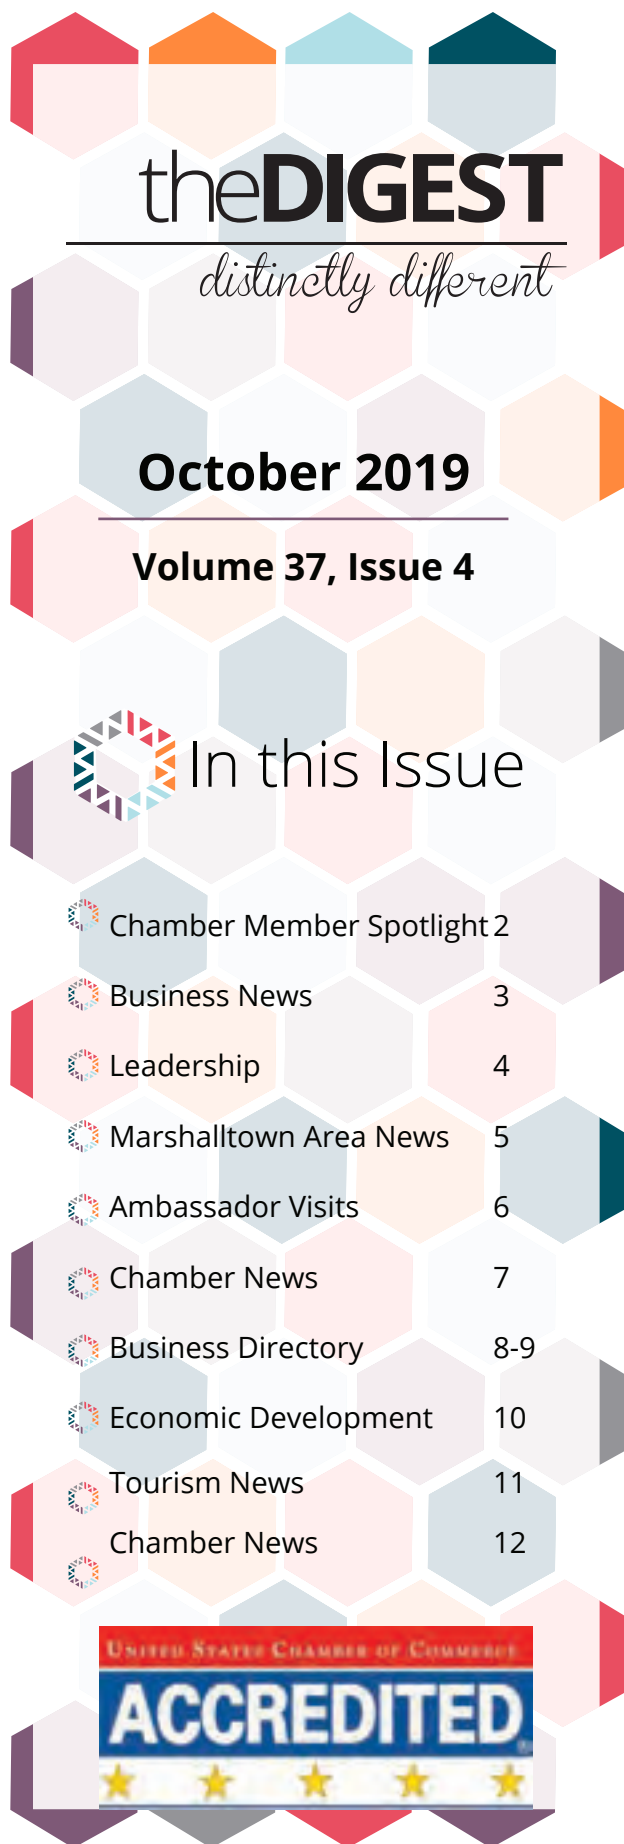 theDIGEST
distinctly different
October 2019
Volume 37, Issue 4
In this Issue
Chamber Member Spotlight 2
Business News 3
Leadership 4
Marshalltown Area News 5
Ambassador Visits 6
Chamber News 7
Business Directory 8-9
Economic Development 10
Tourism News 11
Chamber News 12
UNITED STATES CHAMBER OF COMMERCE
ACCREDITED®